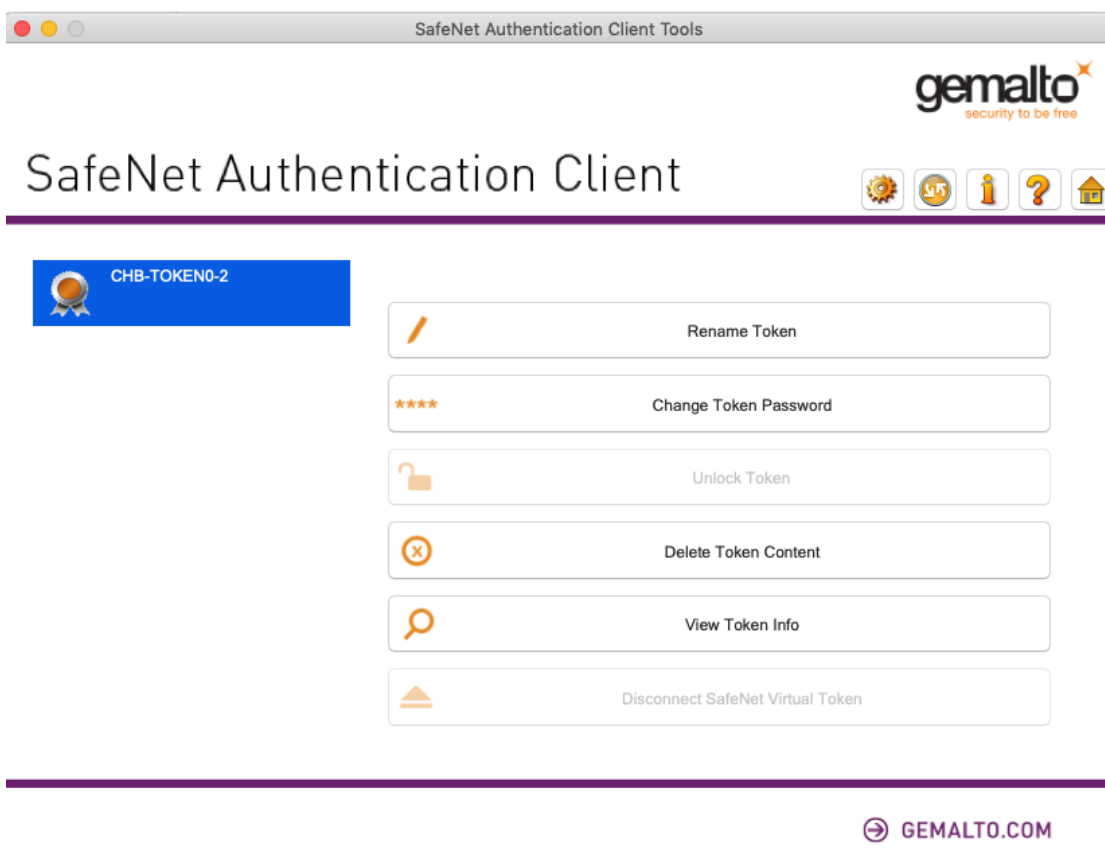 SafeNet Authentication Client Tools
gemalto
security to be free
SafeNet Authentication Client
CHB-TOKEN0-2
Rename Token
**** Change Token Password
Unlock Token
Delete Token Content
View Token Info
Disconnect SafeNet Virtual Token
GEMALTO.COM